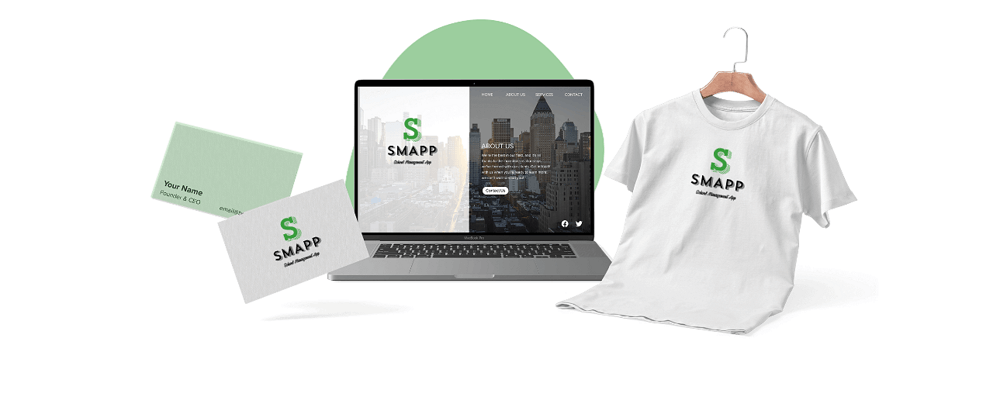 Your Name
Founder & CEO
S
SMAPP
School Management App
S
SMAPP
School Management App
HOME ABOUT US SERVICES CONTACT
ABOUT US
Contact Us
S
SMAPP
School Management App